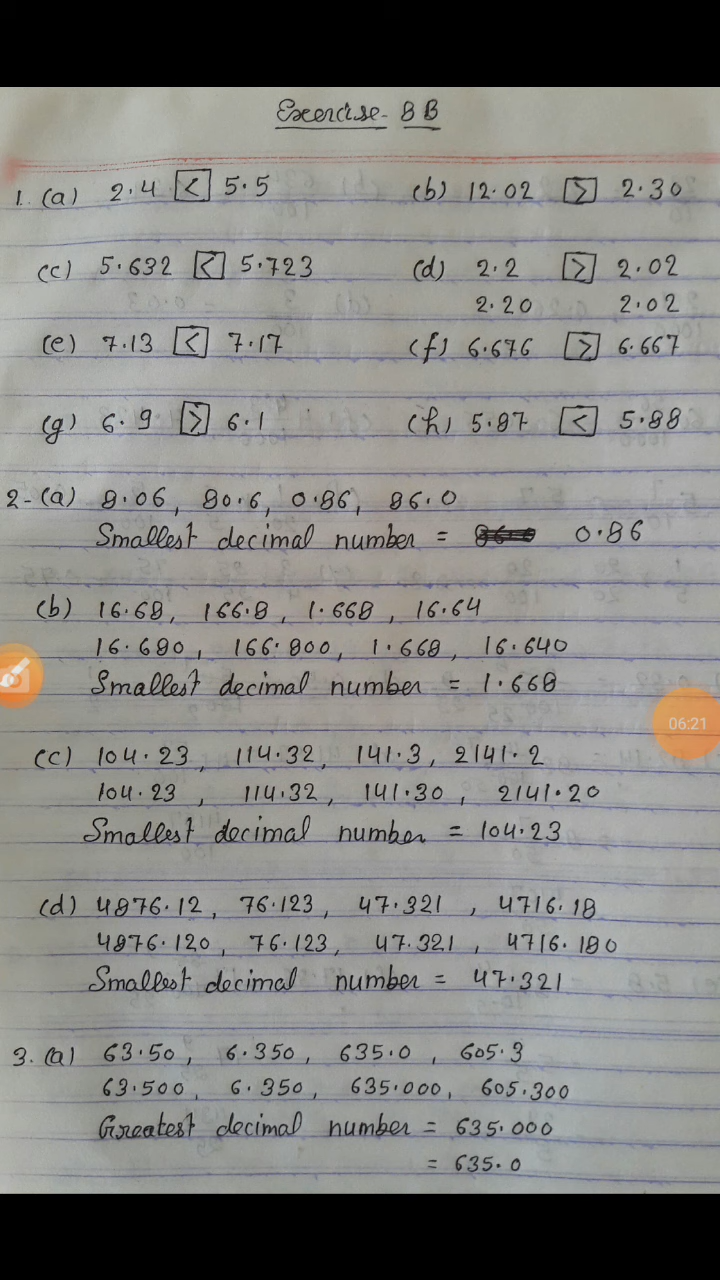 Exercise- 8 B
1. (a) 2.4 < 5.5 (b) 12.02 > 2.30
(c) 5.632 < 5.723 (d) 2.2 > 2.02
2.20 2.02
(e) 7.13 < 7.17 (f) 6.676 > 6.667
(g) 6.9 > 6.1 (h) 5.87 < 5.88
2-(a) 8.06, 80.6, 0.86, 86.0
Smallest decimal number = 0.86
(b) 16.68, 166.8, 1.668, 16.64
16.680, 166.800, 1.668, 16.640
Smallest decimal number = 1.668
06:21
(c) 104.23, 114.32, 141.3, 2141.2
104.23, 114.32, 141.30, 2141.20
Smallest decimal number = 104.23
(d) 4876.12, 76.123, 47.321, 4716.18
4876.120, 76.123, 47.321, 4716.180
Smallest decimal number = 47.321
3. (a) 63.50, 6.350, 635.0, 605.3
63.500, 6.350, 635.000, 605.300
Greatest decimal number = 635.000
= 635.0